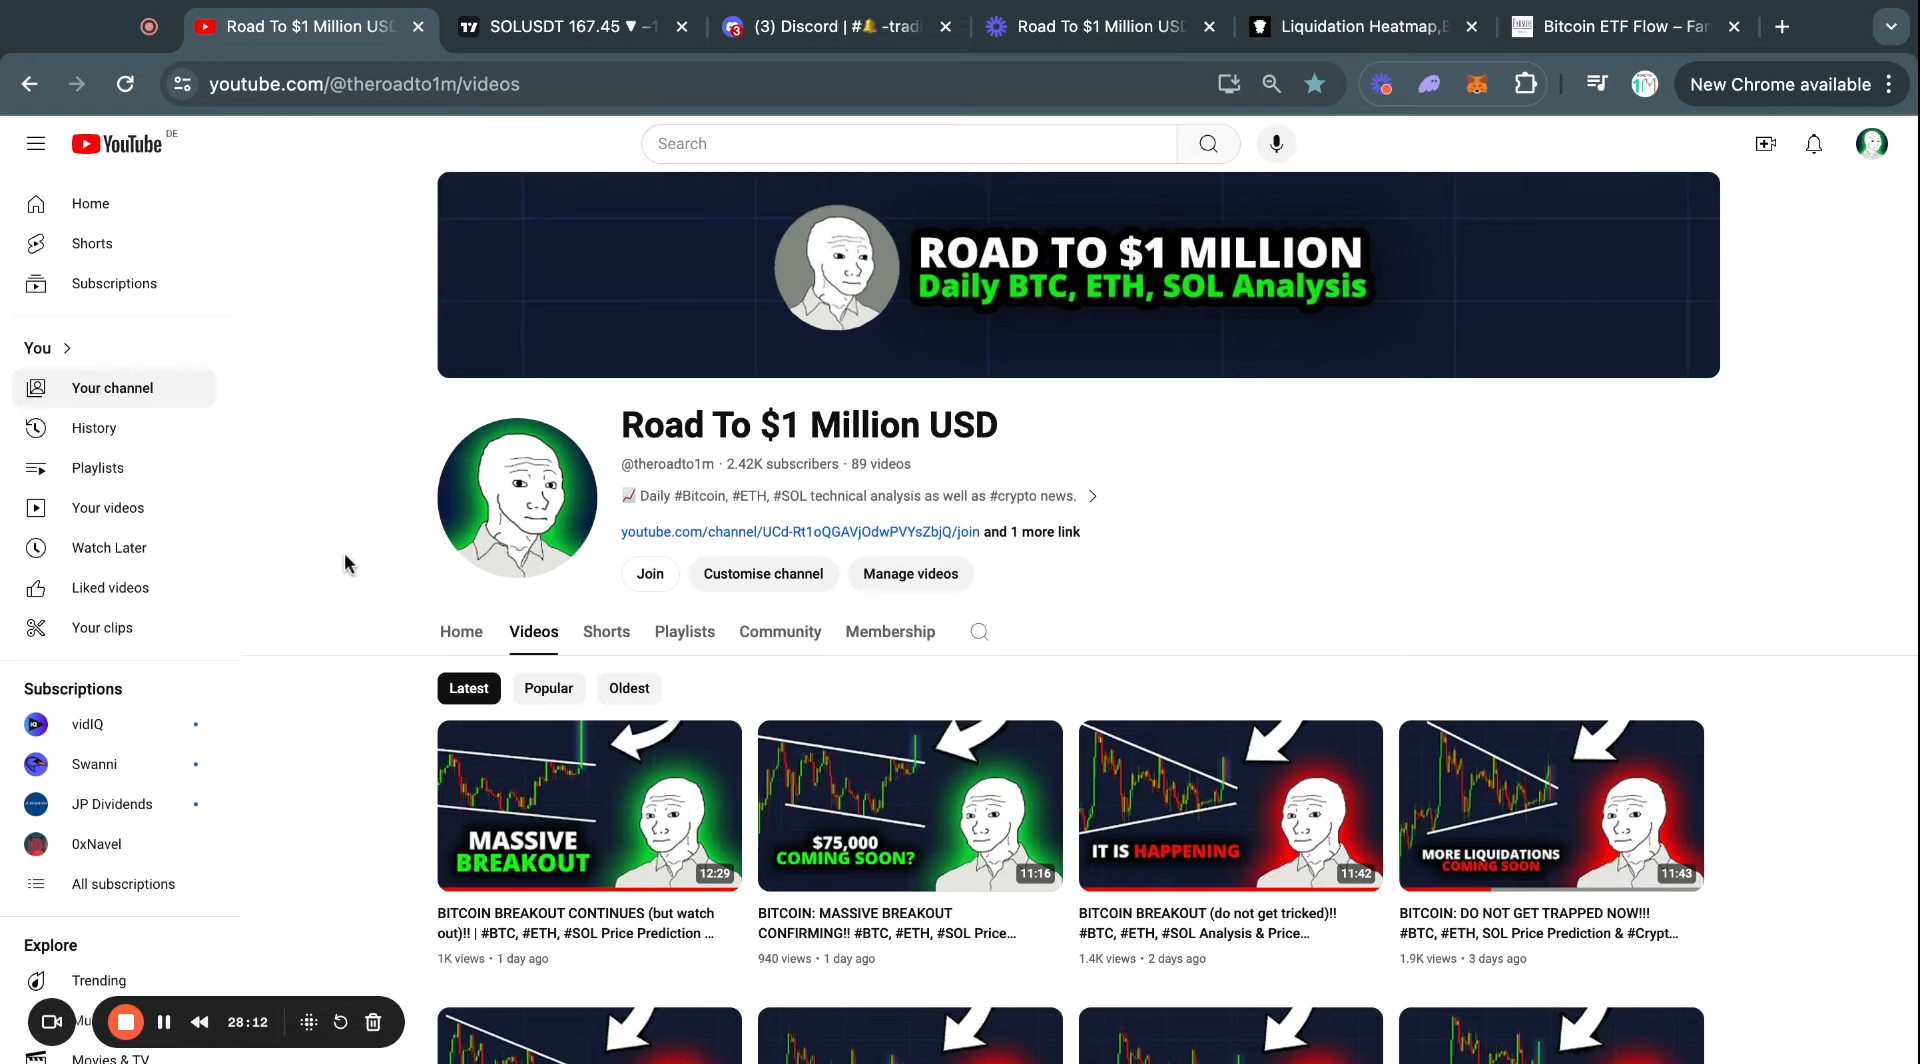 Road To $1 Million US
SOLUSDT 167.45 ▼ −1
(3) Discord | #🔔 -tradi
Road To $1 Million US
Liquidation Heatmap,
Bitcoin ETF Flow – Far
youtube.com/@theroadto1m/videos
New Chrome available
YouTube DE
Search
Home
Shorts
Subscriptions
You
Your channel
History
Playlists
Your videos
Watch Later
Liked videos
Your clips
Subscriptions
vidIQ
Swanni
JP Dividends
0xNavel
All subscriptions
Explore
Trending
Mu
Movies & TV
28:12
ROAD TO $1 MILLION
Daily BTC, ETH, SOL Analysis
Road To $1 Million USD
@theroadto1m · 2.42K subscribers · 89 videos
📈 Daily #Bitcoin, #ETH, #SOL technical analysis as well as #crypto news.
youtube.com/channel/UCd-Rt1oQGAVjOdwPVYsZbjQ/join and 1 more link
Join Customise channel Manage videos
Home Videos Shorts Playlists Community Membership
Latest Popular Oldest
MASSIVE
BREAKOUT
12:29
BITCOIN BREAKOUT CONTINUES (but watch
out)!! | #BTC, #ETH, #SOL Price Prediction ...
1K views • 1 day ago
$75,000
COMING SOON?
11:16
BITCOIN: MASSIVE BREAKOUT
CONFIRMING!! #BTC, #ETH, #SOL Price...
940 views • 1 day ago
IT IS HAPPENING
11:42
BITCOIN BREAKOUT (do not get tricked)!!
#BTC, #ETH, #SOL Analysis & Price...
1.4K views • 2 days ago
MORE LIQUIDATIONS
COMING SOON
11:43
BITCOIN: DO NOT GET TRAPPED NOW!!!
#BTC, #ETH, SOL Price Prediction & #Crypt...
1.9K views • 3 days ago